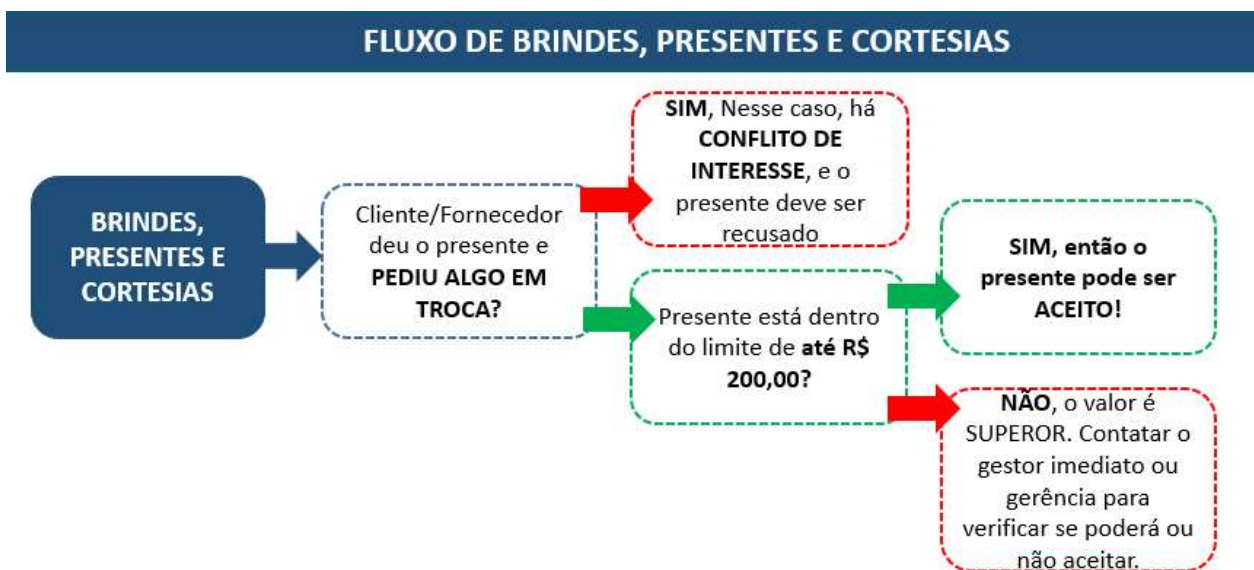 FLUXO DE BRINDES, PRESENTES E CORTESIAS
BRINDES,
PRESENTES E
CORTESIAS
Cliente/Fornecedor
deu o presente e
PEDIU ALGO EM
TROCA?
SIM, Nesse caso, há
CONFLITO DE
INTERESSE, e o
presente deve ser
recusado
Presente está dentro
do limite de até R$
200,00?
SIM, então o
presente pode ser
ACEITO!
NÃO, o valor é
SUPEROR. Contatar o
gestor imediato ou
gerência para
verificar se poderá ou
não aceitar.